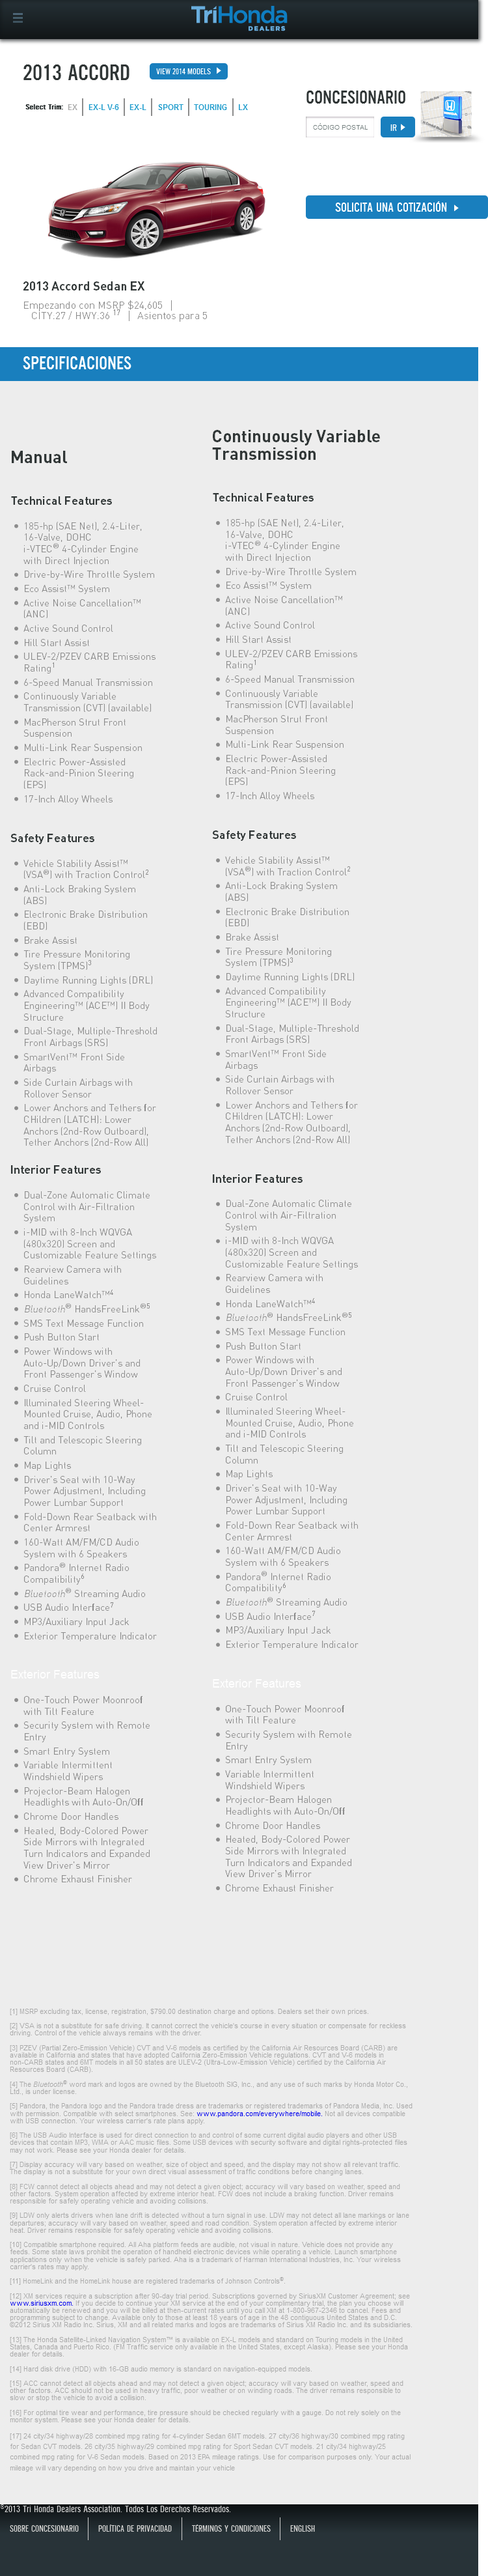 TriHonda
DEALERS
2013 ACCORD
VIEW 2014 MODELS
Select Trim: EX | EX-L V-6 | EX-L | SPORT | TOURING | LX
CONCESIONARIO
CÓDIGO POSTAL
IR
SOLICITA UNA COTIZACIÓN
2013 Accord Sedan EX
Empezando con MSRP $24,605 |
CITY:27 / HWY:36 17 | Asientos para 5
SPECIFICACIONES
Manual
Technical Features
185-hp (SAE Net), 2.4-Liter,
16-Valve, DOHC
i-VTEC® 4-Cylinder Engine
with Direct Injection
Drive-by-Wire Throttle System
Eco Assist™ System
Active Noise Cancellation™
(ANC)
Active Sound Control
Hill Start Assist
ULEV-2/PZEV CARB Emissions
Rating1
6-Speed Manual Transmission
Continuously Variable
Transmission (CVT) (available)
MacPherson Strut Front
Suspension
Multi-Link Rear Suspension
Electric Power-Assisted
Rack-and-Pinion Steering
(EPS)
17-Inch Alloy Wheels
Safety Features
Vehicle Stability Assist™
(VSA®) with Traction Control2
Anti-Lock Braking System
(ABS)
Electronic Brake Distribution
(EBD)
Brake Assist
Tire Pressure Monitoring
System (TPMS)3
Daytime Running Lights (DRL)
Advanced Compatibility
Engineering™ (ACE™) II Body
Structure
Dual-Stage, Multiple-Threshold
Front Airbags (SRS)
SmartVent™ Front Side
Airbags
Side Curtain Airbags with
Rollover Sensor
Lower Anchors and Tethers for
CHildren (LATCH): Lower
Anchors (2nd-Row Outboard),
Tether Anchors (2nd-Row All)
Interior Features
Dual-Zone Automatic Climate
Control with Air-Filtration
System
i-MID with 8-Inch WQVGA
(480x320) Screen and
Customizable Feature Settings
Rearview Camera with
Guidelines
Honda LaneWatch™4
Bluetooth® HandsFreeLink®5
SMS Text Message Function
Push Button Start
Power Windows with
Auto-Up/Down Driver's and
Front Passenger's Window
Cruise Control
Illuminated Steering Wheel-
Mounted Cruise, Audio, Phone
and i-MID Controls
Tilt and Telescopic Steering
Column
Map Lights
Driver's Seat with 10-Way
Power Adjustment, Including
Power Lumbar Support
Fold-Down Rear Seatback with
Center Armrest
160-Watt AM/FM/CD Audio
System with 6 Speakers
Pandora® Internet Radio
Compatibility6
Bluetooth® Streaming Audio
USB Audio Interface7
MP3/Auxiliary Input Jack
Exterior Temperature Indicator
Exterior Features
One-Touch Power Moonroof
with Tilt Feature
Security System with Remote
Entry
Smart Entry System
Variable Intermittent
Windshield Wipers
Projector-Beam Halogen
Headlights with Auto-On/Off
Chrome Door Handles
Heated, Body-Colored Power
Side Mirrors with Integrated
Turn Indicators and Expanded
View Driver's Mirror
Chrome Exhaust Finisher
Continuously Variable
Transmission
Technical Features
185-hp (SAE Net), 2.4-Liter,
16-Valve, DOHC
i-VTEC® 4-Cylinder Engine
with Direct Injection
Drive-by-Wire Throttle System
Eco Assist™ System
Active Noise Cancellation™
(ANC)
Active Sound Control
Hill Start Assist
ULEV-2/PZEV CARB Emissions
Rating1
6-Speed Manual Transmission
Continuously Variable
Transmission (CVT) (available)
MacPherson Strut Front
Suspension
Multi-Link Rear Suspension
Electric Power-Assisted
Rack-and-Pinion Steering
(EPS)
17-Inch Alloy Wheels
Safety Features
Vehicle Stability Assist™
(VSA®) with Traction Control2
Anti-Lock Braking System
(ABS)
Electronic Brake Distribution
(EBD)
Brake Assist
Tire Pressure Monitoring
System (TPMS)3
Daytime Running Lights (DRL)
Advanced Compatibility
Engineering™ (ACE™) II Body
Structure
Dual-Stage, Multiple-Threshold
Front Airbags (SRS)
SmartVent™ Front Side
Airbags
Side Curtain Airbags with
Rollover Sensor
Lower Anchors and Tethers for
CHildren (LATCH): Lower
Anchors (2nd-Row Outboard),
Tether Anchors (2nd-Row All)
Interior Features
Dual-Zone Automatic Climate
Control with Air-Filtration
System
i-MID with 8-Inch WQVGA
(480x320) Screen and
Customizable Feature Settings
Rearview Camera with
Guidelines
Honda LaneWatch™4
Bluetooth® HandsFreeLink®5
SMS Text Message Function
Push Button Start
Power Windows with
Auto-Up/Down Driver's and
Front Passenger's Window
Cruise Control
Illuminated Steering Wheel-
Mounted Cruise, Audio, Phone
and i-MID Controls
Tilt and Telescopic Steering
Column
Map Lights
Driver's Seat with 10-Way
Power Adjustment, Including
Power Lumbar Support
Fold-Down Rear Seatback with
Center Armrest
160-Watt AM/FM/CD Audio
System with 6 Speakers
Pandora® Internet Radio
Compatibility6
Bluetooth® Streaming Audio
USB Audio Interface7
MP3/Auxiliary Input Jack
Exterior Temperature Indicator
Exterior Features
One-Touch Power Moonroof
with Tilt Feature
Security System with Remote
Entry
Smart Entry System
Variable Intermittent
Windshield Wipers
Projector-Beam Halogen
Headlights with Auto-On/Off
Chrome Door Handles
Heated, Body-Colored Power
Side Mirrors with Integrated
Turn Indicators and Expanded
View Driver's Mirror
Chrome Exhaust Finisher
[1] MSRP excluding tax, license, registration, $790.00 destination charge and options. Dealers set their own prices.
[2] VSA is not a substitute for safe driving. It cannot correct the vehicle's course in every situation or compensate for reckless
driving. Control of the vehicle always remains with the driver.
[3] PZEV (Partial Zero-Emission Vehicle) CVT and V-6 models as certified by the California Air Resources Board (CARB) are
available in California and states that have adopted California Zero-Emission Vehicle regulations. CVT and V-6 models in
non-CARB states and 6MT models in all 50 states are ULEV-2 (Ultra-Low-Emission Vehicle) certified by the California Air
Resources Board (CARB).
[4] The Bluetooth® word mark and logos are owned by the Bluetooth SIG, Inc., and any use of such marks by Honda Motor Co.,
Ltd., is under license.
[5] Pandora, the Pandora logo and the Pandora trade dress are trademarks or registered trademarks of Pandora Media, Inc. Used
with permission. Compatible with select smartphones. See: www.pandora.com/everywhere/mobile. Not all devices compatible
with USB connection. Your wireless carrier's rate plans apply.
[6] The USB Audio Interface is used for direct connection to and control of some current digital audio players and other USB
devices that contain MP3, WMA or AAC music files. Some USB devices with security software and digital rights-protected files
may not work. Please see your Honda dealer for details.
[7] Display accuracy will vary based on weather, size of object and speed, and the display may not show all relevant traffic.
The display is not a substitute for your own direct visual assessment of traffic conditions before changing lanes.
[8] FCW cannot detect all objects ahead and may not detect a given object; accuracy will vary based on weather, speed and
other factors. System operation affected by extreme interior heat. FCW does not include a braking function. Driver remains
responsible for safely operating vehicle and avoiding collisions.
[9] LDW only alerts drivers when lane drift is detected without a turn signal in use. LDW may not detect all lane markings or lane
departures; accuracy will vary based on weather, speed and road condition. System operation affected by extreme interior
heat. Driver remains responsible for safely operating vehicle and avoiding collisions.
[10] Compatible smartphone required. All Aha platform feeds are audible, not visual in nature. Vehicle does not provide any
feeds. Some state laws prohibit the operation of handheld electronic devices while operating a vehicle. Launch smartphone
applications only when the vehicle is safely parked. Aha is a trademark of Harman International Industries, Inc. Your wireless
carrier's rates may apply.
[11] HomeLink and the HomeLink house are registered trademarks of Johnson Controls®.
[12] XM services require a subscription after 90-day trial period. Subscriptions governed by SiriusXM Customer Agreement; see
www.siriusxm.com. If you decide to continue your XM service at the end of your complimentary trial, the plan you choose will
automatically be renewed and you will be billed at then-current rates until you call XM at 1-800-967-2346 to cancel. Fees and
programming subject to change. Available only to those at least 18 years of age in the 48 contiguous United States and D.C.
©2012 Sirius XM Radio Inc. Sirius, XM and all related marks and logos are trademarks of Sirius XM Radio Inc. and its subsidiaries.
[13] The Honda Satellite-Linked Navigation System™ is available on EX-L models and standard on Touring models in the United
States, Canada and Puerto Rico. (FM Traffic service only available in the United States, except Alaska). Please see your Honda
dealer for details.
[14] Hard disk drive (HDD) with 16-GB audio memory is standard on navigation-equipped models.
[15] ACC cannot detect all objects ahead and may not detect a given object; accuracy will vary based on weather, speed and
other factors. ACC should not be used in heavy traffic, poor weather or on winding roads. The driver remains responsible to
slow or stop the vehicle to avoid a collision.
[16] For optimal tire wear and performance, tire pressure should be checked regularly with a gauge. Do not rely solely on the
monitor system. Please see your Honda dealer for details.
[17] 24 city/34 highway/28 combined mpg rating for 4-cylinder Sedan 6MT models. 27 city/36 highway/30 combined mpg rating
for Sedan CVT models. 26 city/35 highway/29 combined mpg rating for Sport Sedan CVT models. 21 city/34 highway/25
combined mpg rating for V-6 Sedan models. Based on 2013 EPA mileage ratings. Use for comparison purposes only. Your actual
mileage will vary depending on how you drive and maintain your vehicle
©2013 Tri Honda Dealers Association. Todos Los Derechos Reservados.
SOBRE CONCESIONARIO | POLÍTICA DE PRIVACIDAD | TÉRMINOS Y CONDICIONES | ENGLISH